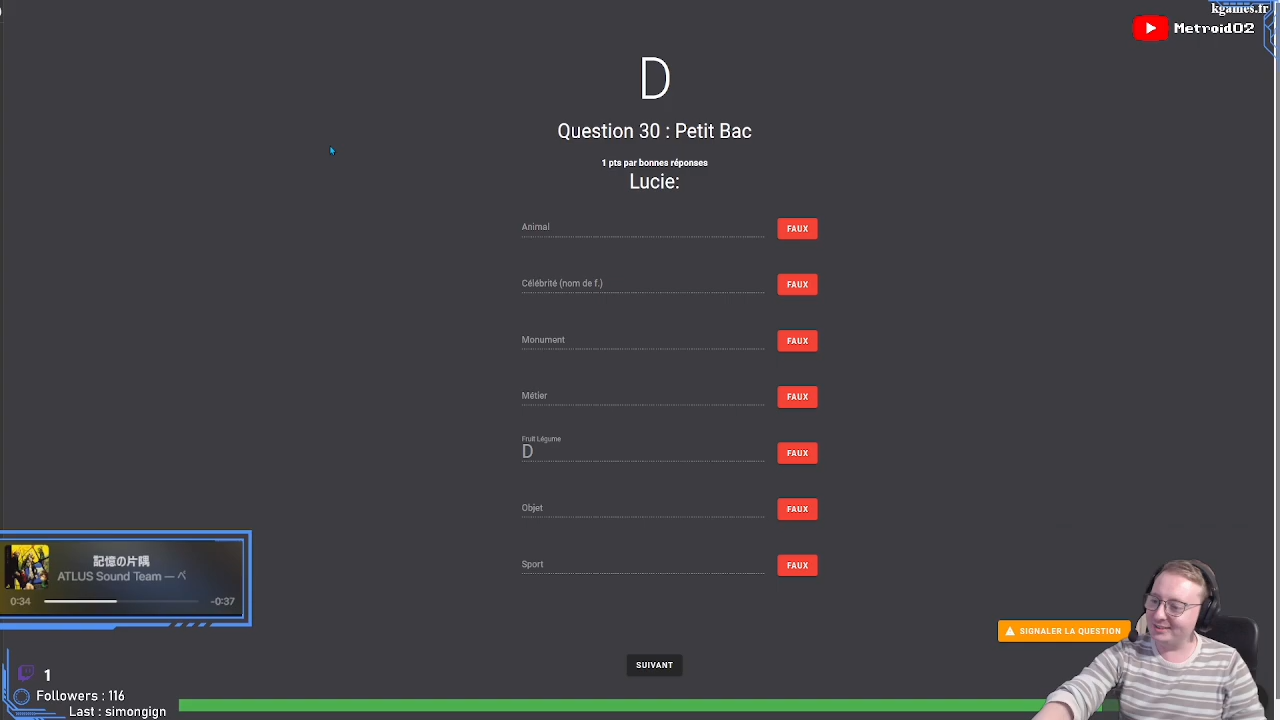 kgames.fr
Metroid02
D
Question 30 : Petit Bac
1 pts par bonnes réponses
Lucie:
Animal
FAUX
Célébrité (nom de f.)
FAUX
Monument
FAUX
Métier
FAUX
Fruit Légume
D
FAUX
Objet
FAUX
Sport
FAUX
記憶の片隅
ATLUS Sound Team — ペ
0:34
-0:37
SIGNALER LA QUESTION
SUIVANT
1
Followers : 116
Last : simongign